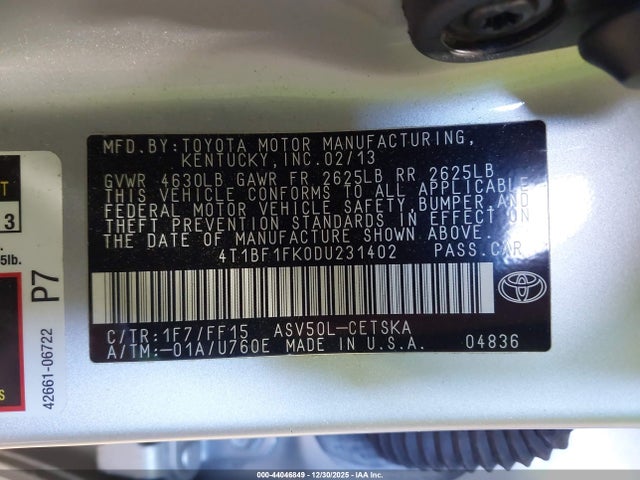 MFD.BY:TOYOTA MOTOR MANUFACTURING,
KENTUCKY,INC.02/13
GVWR 4630LB GAWR FR 2625LB RR 2625LB
THIS VEHICLE CONFORMS TO ALL APPLICABLE
FEDERAL MOTOR VEHICLE SAFETY,BUMPER,AND
THEFT PREVENTION STANDARDS IN EFFECT ON
THE DATE OF MANUFACTURE SHOWN ABOVE.
4T1BF1FK0DU231402 PASS.CAR
C/TR:1F7/FF15 ASV50L-CETSKA
A/TM:-01A/U760E MADE IN U.S.A. 04836
TOYOTA
T
13
5lb.
P7
42661-06722
000-44046849 - 12/30/2025 - IAA Inc.